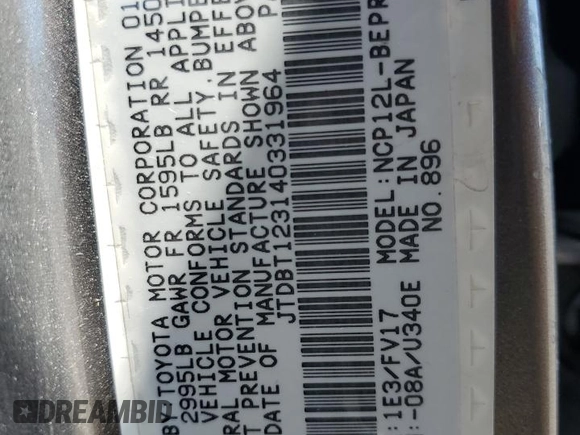 BY TOYOTA MOTOR CORPORATION 01
2995LB GAWR FR 1595LB RR 1450
VEHICLE CONFORMS TO ALL APPLI
RAL MOTOR VEHICLE SAFETY, BUMPE
T PREVENTION STANDARDS IN EFFE
DATE OF MANUFACTURE SHOWN ABOV
JTDBT123140331964
P
: 1E3/FV17 MODEL:NCP12L-BEPR
-08A/U340E MADE IN JAPAN
NO.896
DREAMBID